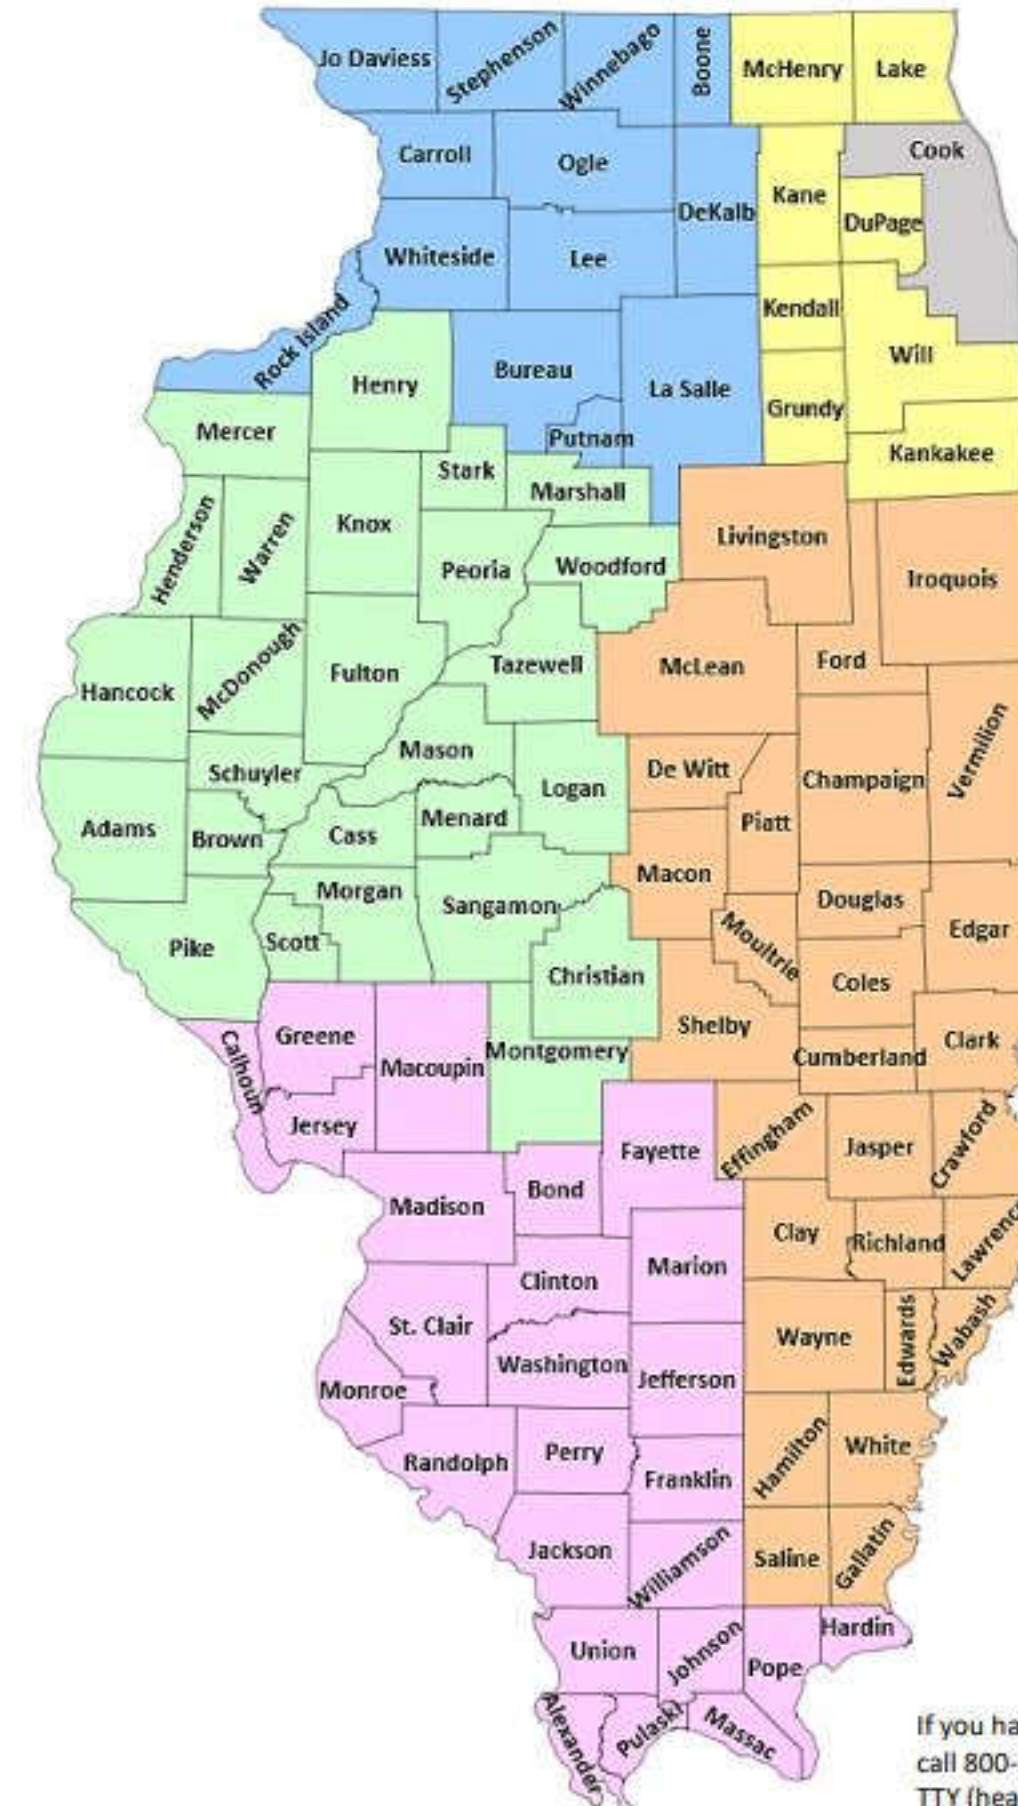 Jo Daviess
Stephenson
Winnebago
Boone
McHenry
Lake
Carroll
Ogle
DeKalb
Kane
Cook
DuPage
Whiteside
Lee
Kendall
Rock Island
Henry
Bureau
La Salle
Will
Grundy
Mercer
Putnam
Kankakee
Stark
Marshall
Henderson
Warren
Knox
Peoria
Woodford
Livingston
Iroquois
Hancock
McDonough
Fulton
Tazewell
McLean
Ford
Mason
Schuyler
Logan
De Witt
Champaign
Vermilion
Adams
Brown
Cass
Menard
Piatt
Macon
Morgan
Sangamon
Douglas
Edgar
Pike
Scott
Christian
Moultrie
Coles
Shelby
Greene
Calhoun
Macoupin
Montgomery
Cumberland
Clark
Jersey
Fayette
Effingham
Jasper
Crawford
Madison
Bond
Clay
Richland
Lawrence
Marion
Clinton
St. Clair
Wayne
Edwards
Wabash
Washington
Jefferson
Monroe
Randolph
Perry
Franklin
Hamilton
White
Jackson
Williamson
Saline
Gallatin
Union
Johnson
Pope
Hardin
Alexander
Pulaski
Massac
If you ha
call 800-
TTY (hea